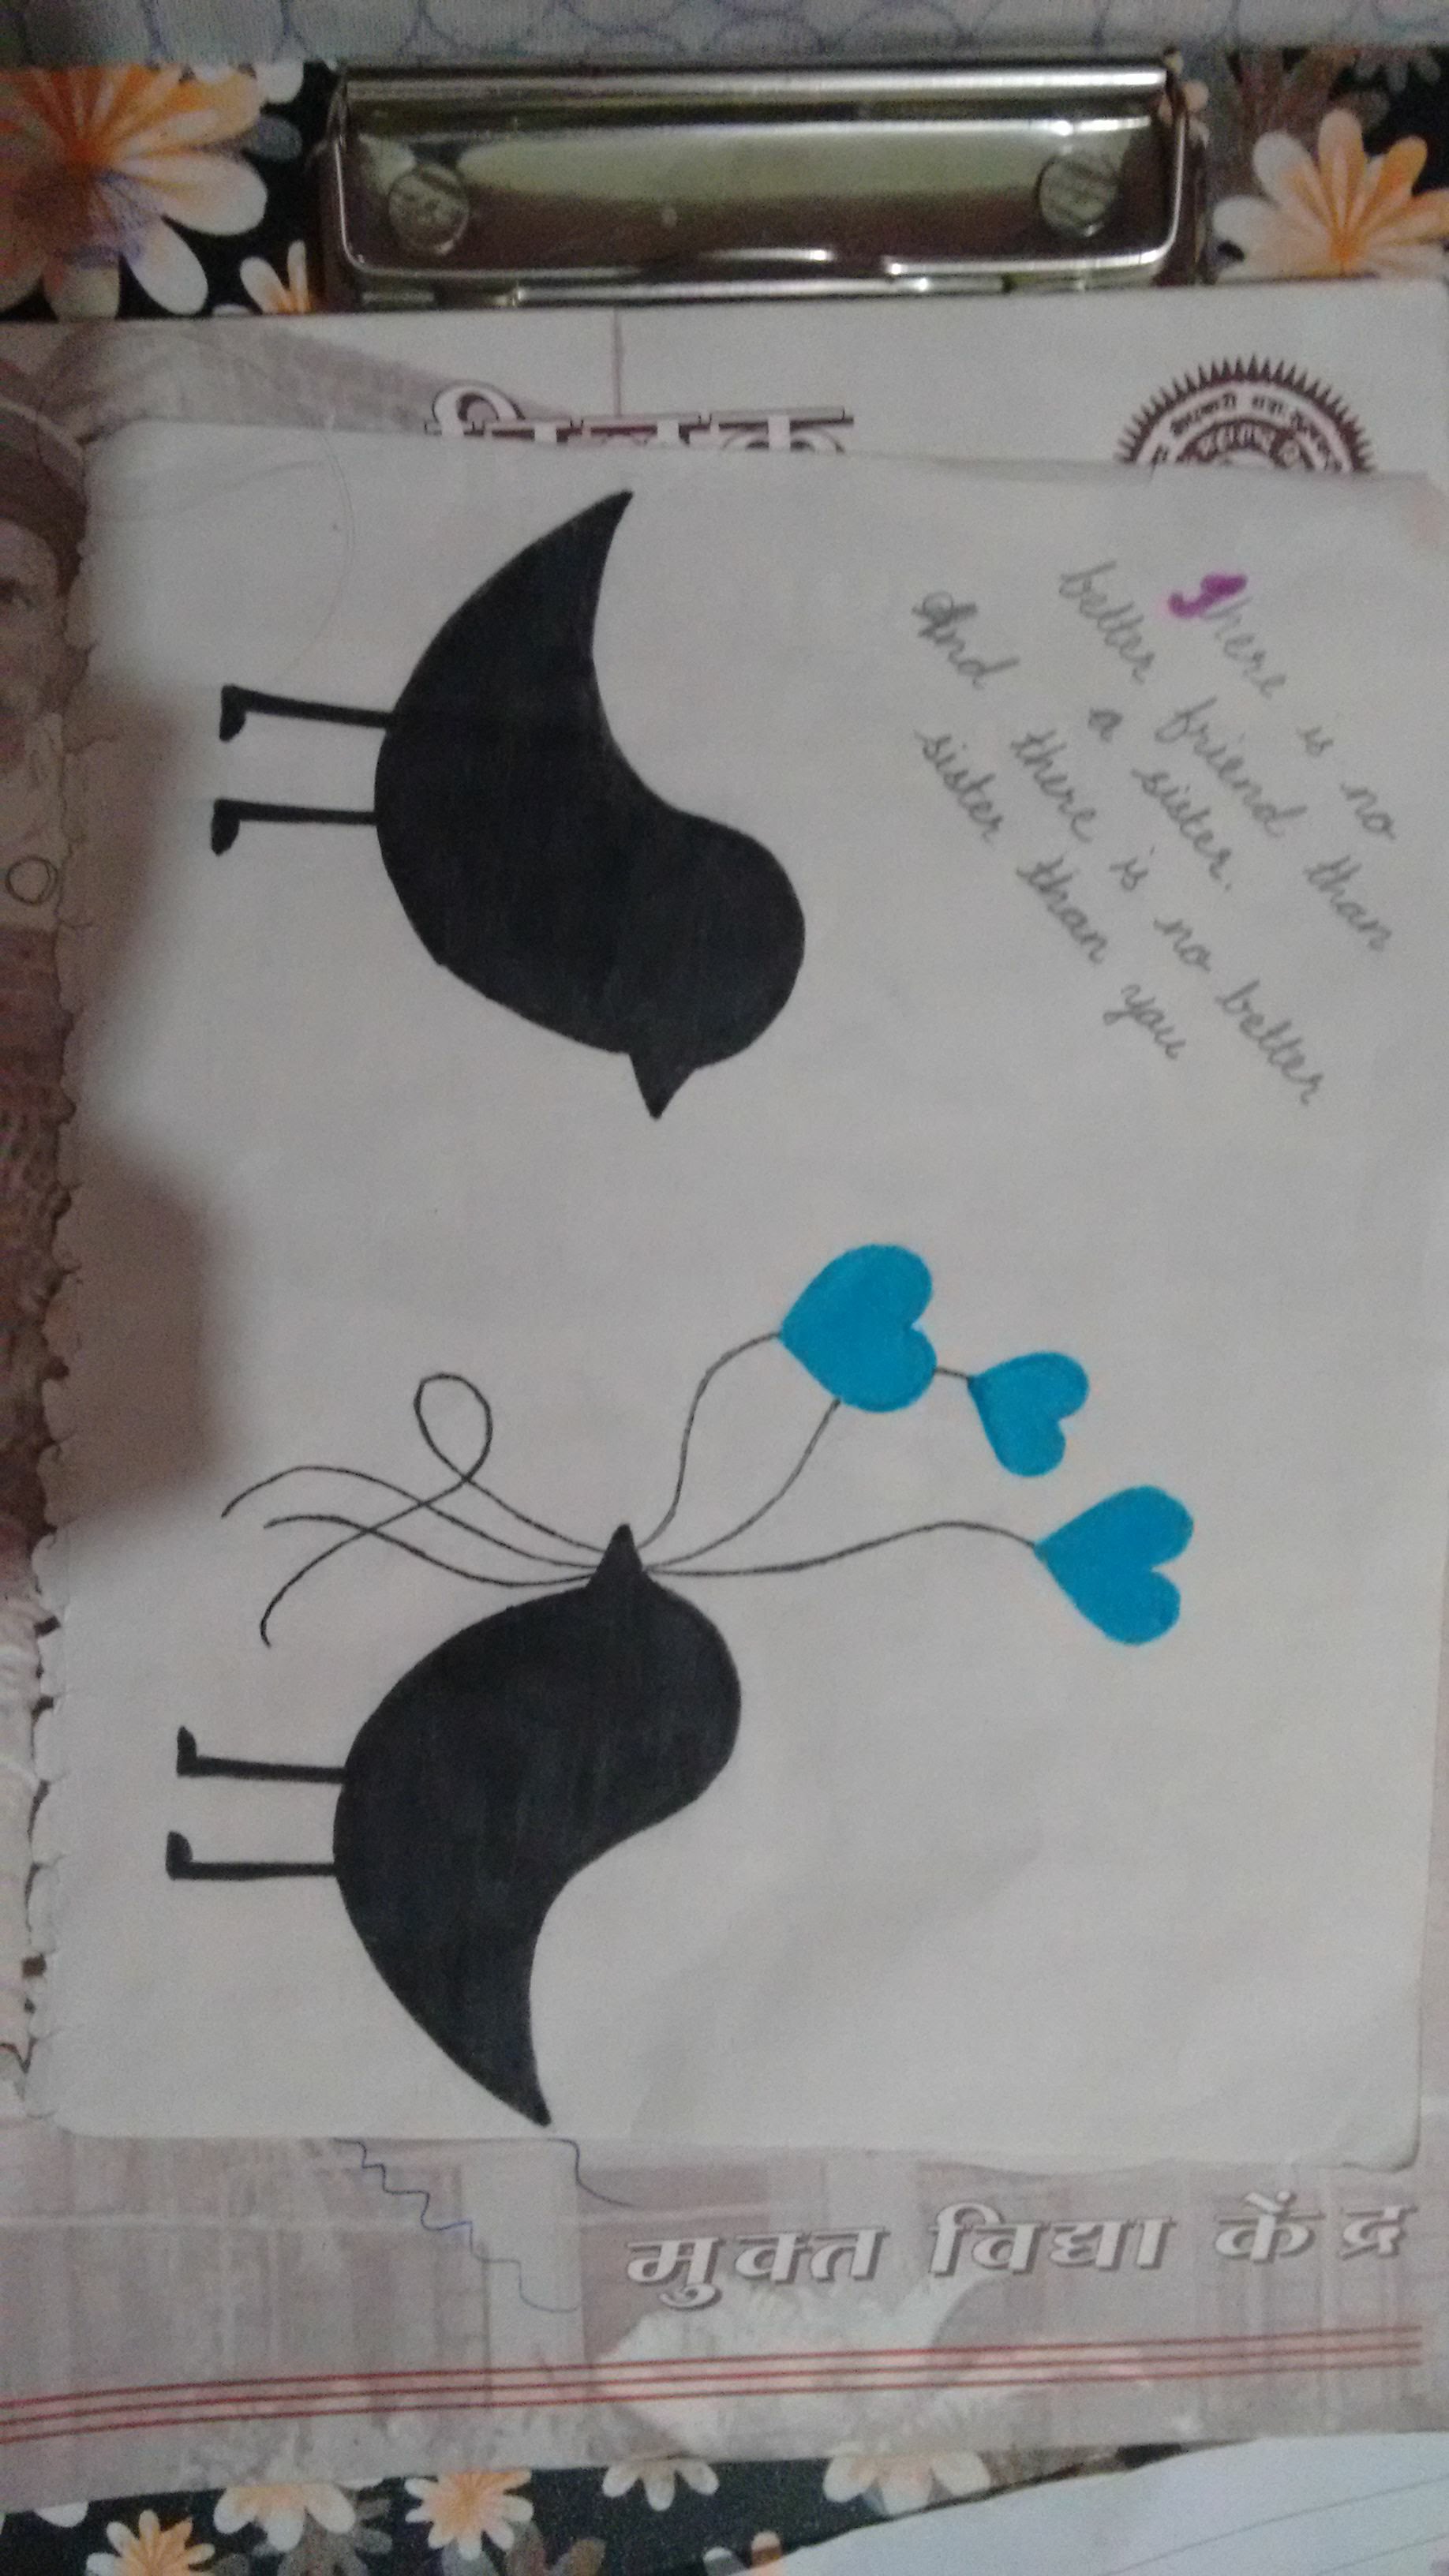 There is no
better friend than
a sister.
And there is no better
sister than you
मुक्त विद्या केंद्र